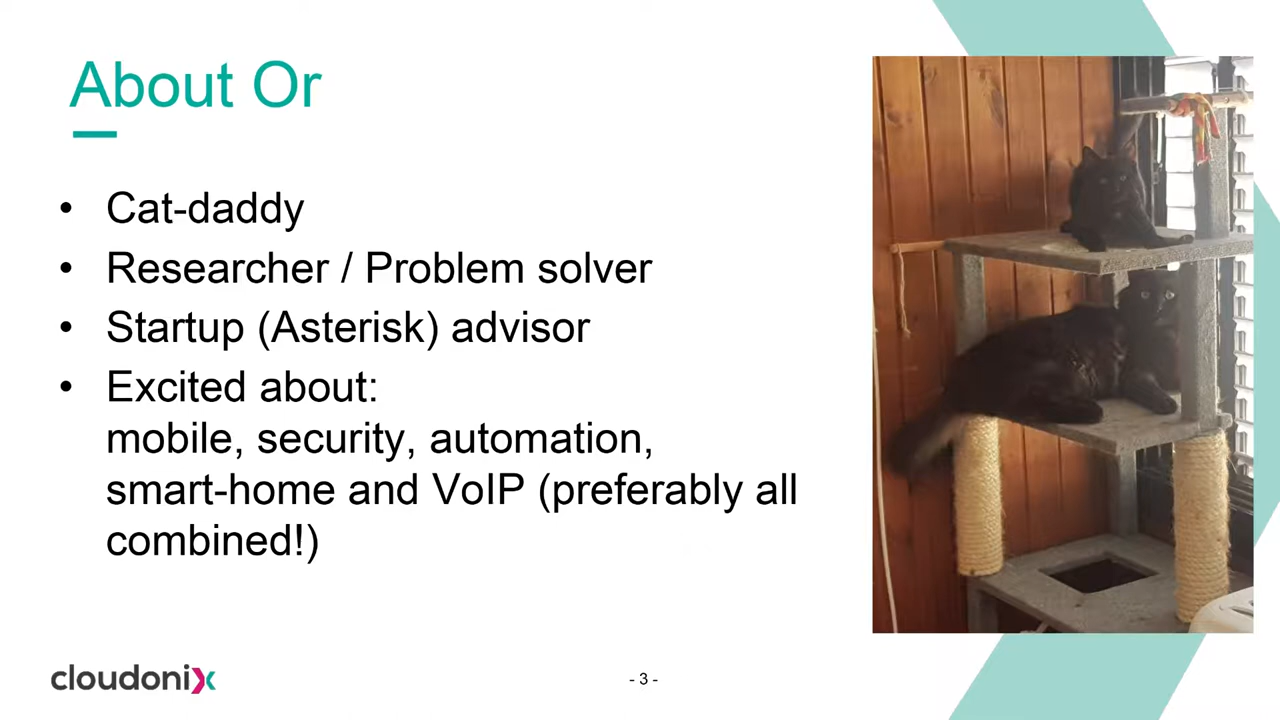 About Or
• Cat-daddy
• Researcher / Problem solver
• Startup (Asterisk) advisor
• Excited about:
mobile, security, automation,
smart-home and VoIP (preferably all
combined!)
cloudonix
- 3 -